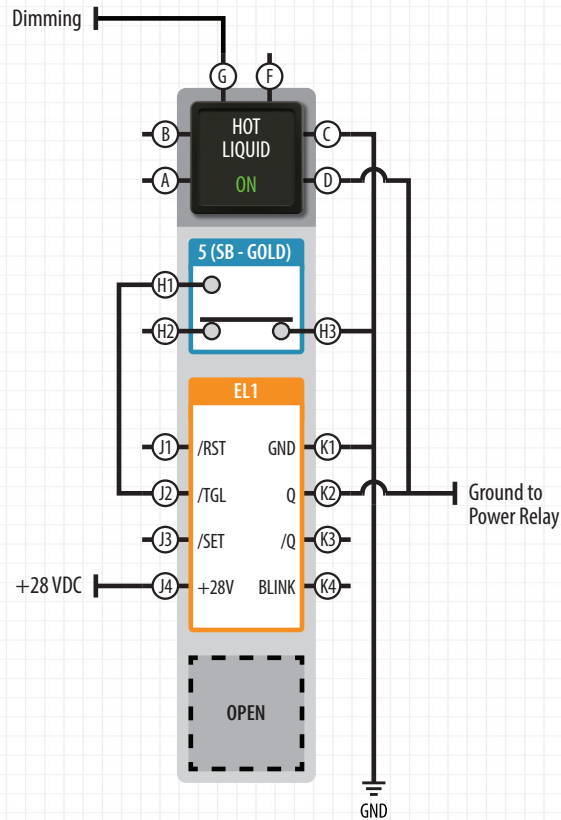 Dimming
G
F
B
HOT
LIQUID
C
A
ON
D
5 (SB - GOLD)
H1
H2
H3
EL1
J1
/RST
GND
K1
J2
/TGL
Q
K2
Ground to
Power Relay
J3
/SET
/Q
K3
+28 VDC
J4
+28V
BLINK
K4
OPEN
GND